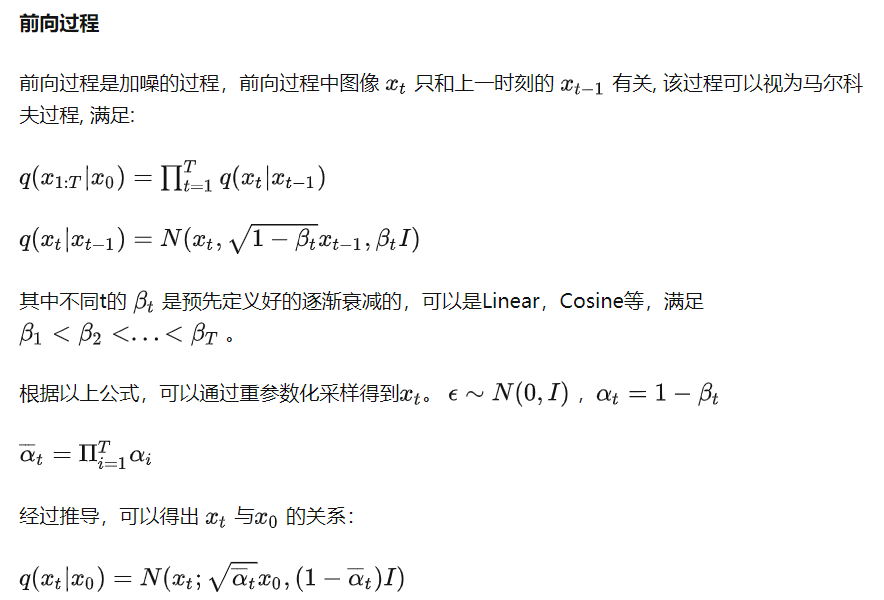 前向过程
前向过程是加噪的过程，前向过程中图像 $x_t$ 只和上一时刻的 $x_{t-1}$ 有关, 该过程可以视为马尔科
夫过程, 满足:
$q(x_{1:T}|x_0) = \prod_{t=1}^{T} q(x_t|x_{t-1})$
$q(x_t|x_{t-1}) = N(x_t, \sqrt{1-\beta_t}x_{t-1}, \beta_t I)$
其中不同t的 $\beta_t$ 是预先定义好的逐渐衰减的，可以是Linear，Cosine等，满足
$\beta_1 < \beta_2 < \ldots < \beta_T$ 。
根据以上公式，可以通过重参数化采样得到$x_t$。 $\epsilon \sim N(0, I)$ ，$\alpha_t = 1 - \beta_t$
$\overline{\alpha}_t = \Pi_{i=1}^{T} \alpha_i$
经过推导，可以得出 $x_t$ 与$x_0$ 的关系：
$q(x_t|x_0) = N(x_t; \sqrt{\overline{\alpha}_t}x_0, (1-\overline{\alpha}_t)I)$